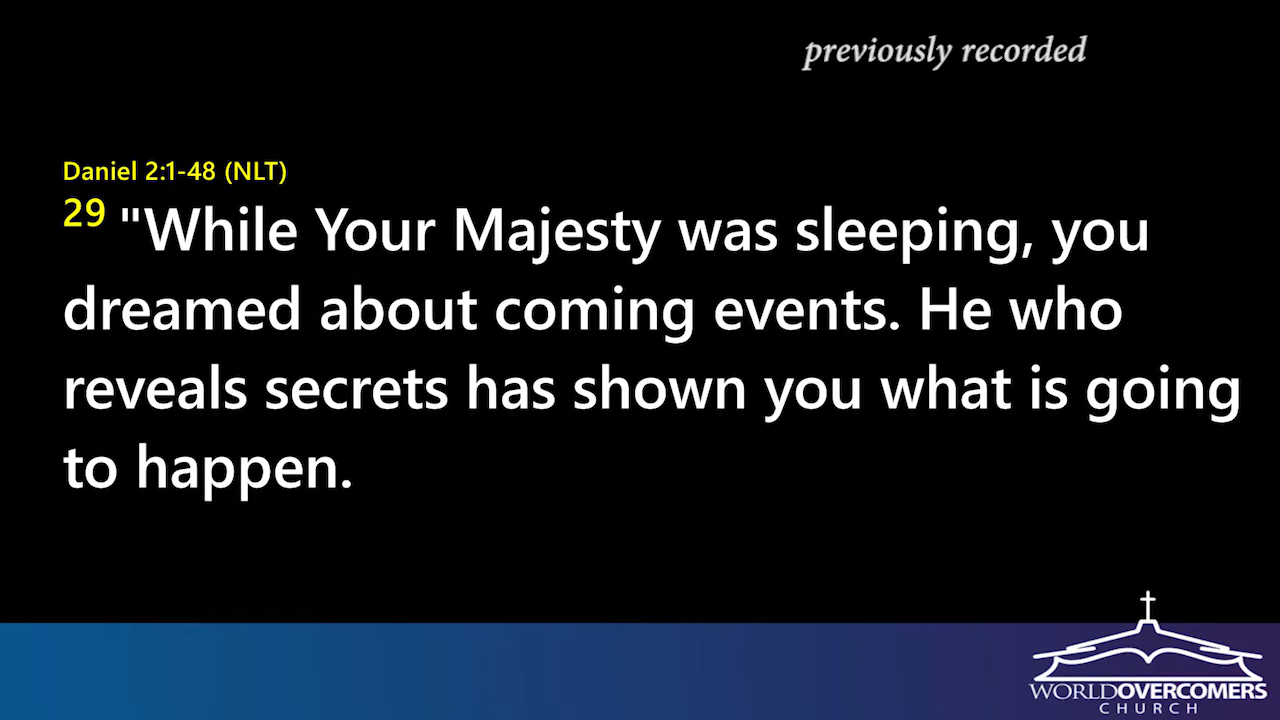 previously recorded
Daniel 2:1-48 (NLT)
29 "While Your Majesty was sleeping, you
dreamed about coming events. He who
reveals secrets has shown you what is going
to happen.
WORLDOVERCOMERS
CHURCH